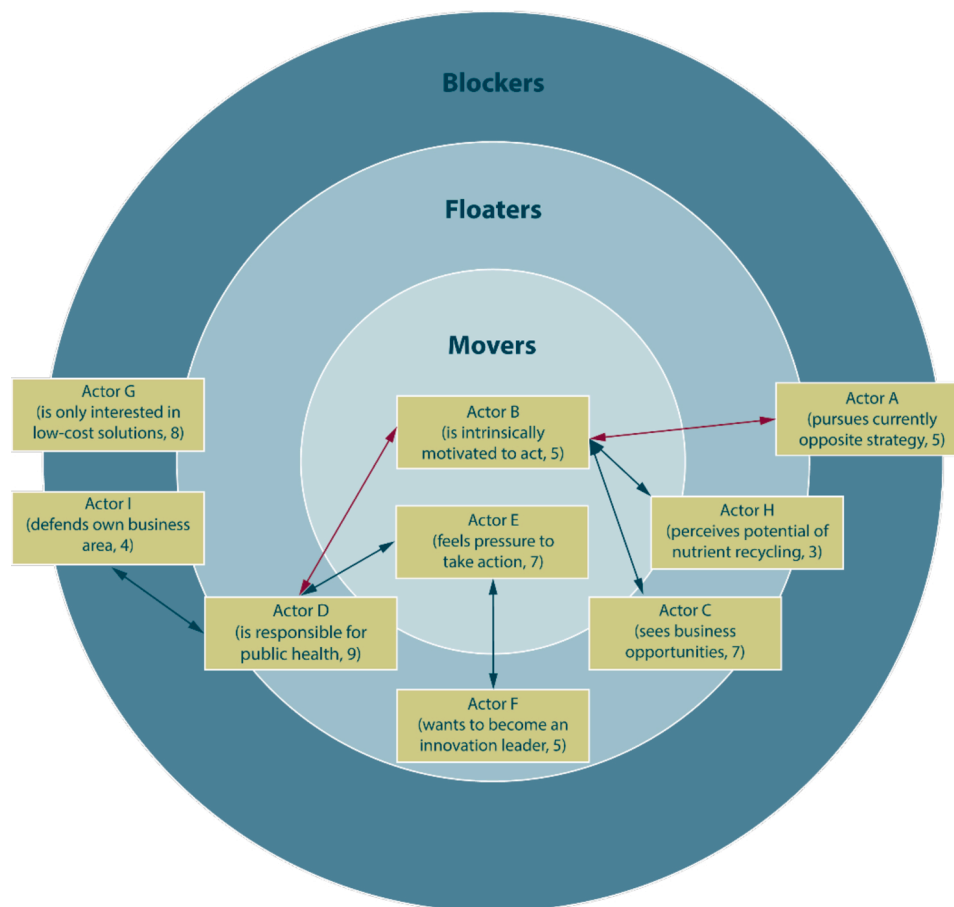 Blockers
Floaters
Movers
Actor G
(is only interested in
low-cost solutions, 8)
Actor B
(is intrinsically
motivated to act, 5)
Actor A
(pursues currently
opposite strategy, 5)
Actor I
(defends own business
area, 4)
Actor E
(feels pressure to
take action, 7)
Actor H
(perceives potential of
nutrient recycling, 3)
Actor D
(is responsible for
public health, 9)
Actor C
(sees business
opportunities, 7)
Actor F
(wants to become an
innovation leader, 5)